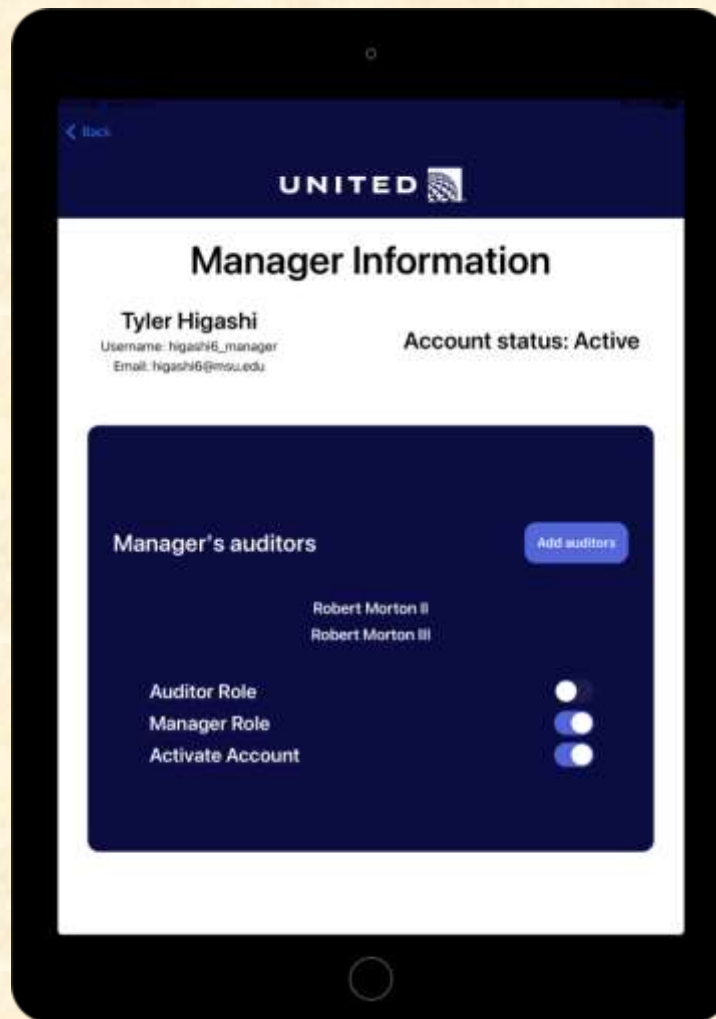 Back
UNITED
Manager Information
Tyler Higashi
Username: higashi6_manager
Email: higashi6@msu.edu
Account status: Active
Manager's auditors
Add auditors
Robert Morton II
Robert Morton III
Auditor Role
Manager Role
Activate Account